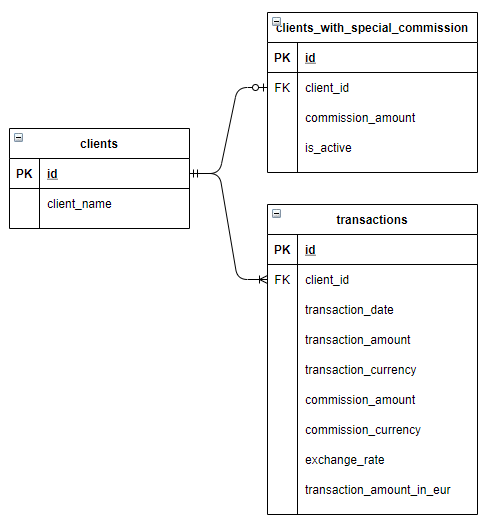 clients_with_special_commission
PK id
FK client_id
commission_amount
is_active
clients
PK id
client_name
transactions
PK id
FK client_id
transaction_date
transaction_amount
transaction_currency
commission_amount
commission_currency
exchange_rate
transaction_amount_in_eur